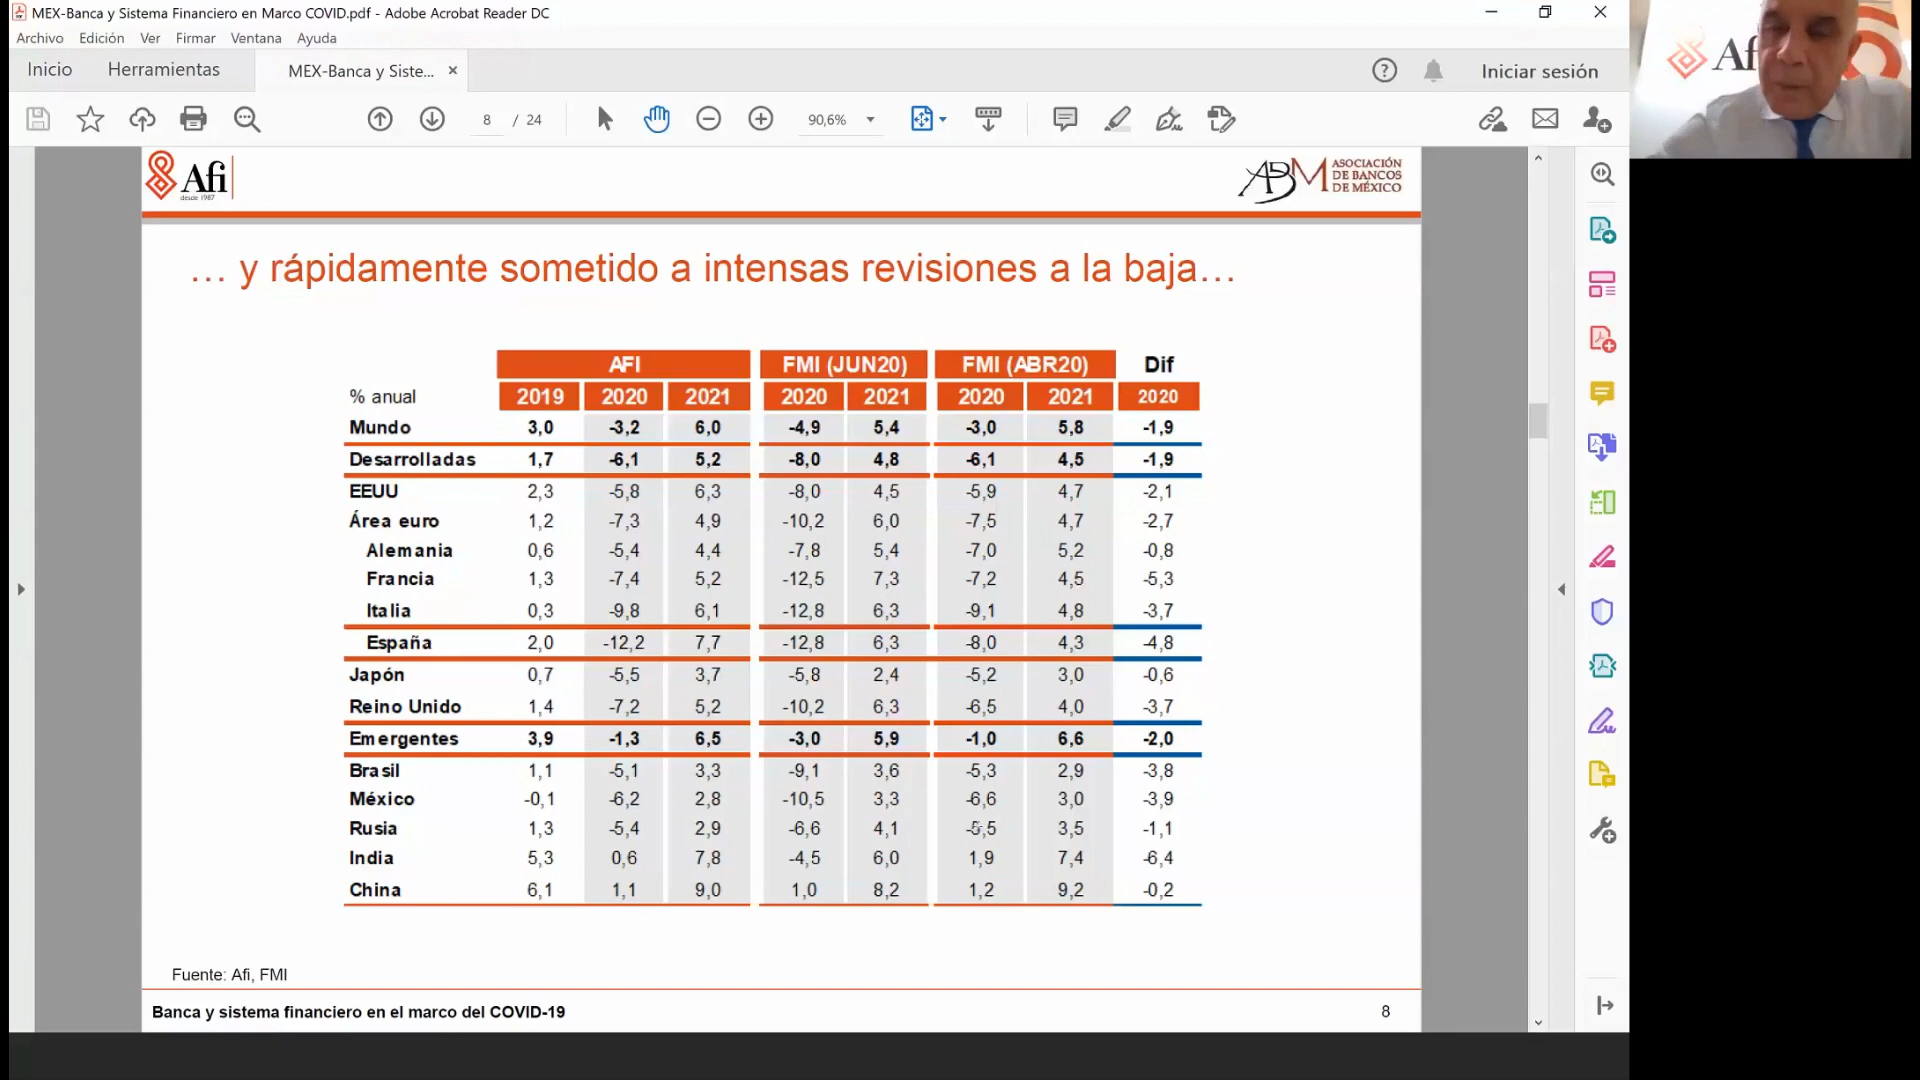 MEX-Banca y Sistema Financiero en Marco COVID.pdf - Adobe Acrobat Reader DC
Archivo Edición Ver Firmar Ventana Ayuda
Inicio Herramientas MEX-Banca y Siste... Iniciar sesión
8 / 24 90,6%
Afi
desde 1987
ABM ASOCIACIÓN
DE BANCOS
DE MÉXICO
Afi
… y rápidamente sometido a intensas revisiones a la baja…
AFI FMI (JUN20) FMI (ABR20) Dif
% anual 2019 2020 2021 2020 2021 2020 2021 2020
Mundo 3,0 -3,2 6,0 -4,9 5,4 -3,0 5,8 -1,9
Desarrolladas 1,7 -6,1 5,2 -8,0 4,8 -6,1 4,5 -1,9
EEUU 2,3 -5,8 6,3 -8,0 4,5 -5,9 4,7 -2,1
Área euro 1,2 -7,3 4,9 -10,2 6,0 -7,5 4,7 -2,7
Alemania 0,6 -5,4 4,4 -7,8 5,4 -7,0 5,2 -0,8
Francia 1,3 -7,4 5,2 -12,5 7,3 -7,2 4,5 -5,3
Italia 0,3 -9,8 6,1 -12,8 6,3 -9,1 4,8 -3,7
España 2,0 -12,2 7,7 -12,8 6,3 -8,0 4,3 -4,8
Japón 0,7 -5,5 3,7 -5,8 2,4 -5,2 3,0 -0,6
Reino Unido 1,4 -7,2 5,2 -10,2 6,3 -6,5 4,0 -3,7
Emergentes 3,9 -1,3 6,5 -3,0 5,9 -1,0 6,6 -2,0
Brasil 1,1 -5,1 3,3 -9,1 3,6 -5,3 2,9 -3,8
México -0,1 -6,2 2,8 -10,5 3,3 -6,6 3,0 -3,9
Rusia 1,3 -5,4 2,9 -6,6 4,1 -5,5 3,5 -1,1
India 5,3 0,6 7,8 -4,5 6,0 1,9 7,4 -6,4
China 6,1 1,1 9,0 1,0 8,2 1,2 9,2 -0,2
Fuente: Afi, FMI
Banca y sistema financiero en el marco del COVID-19 8